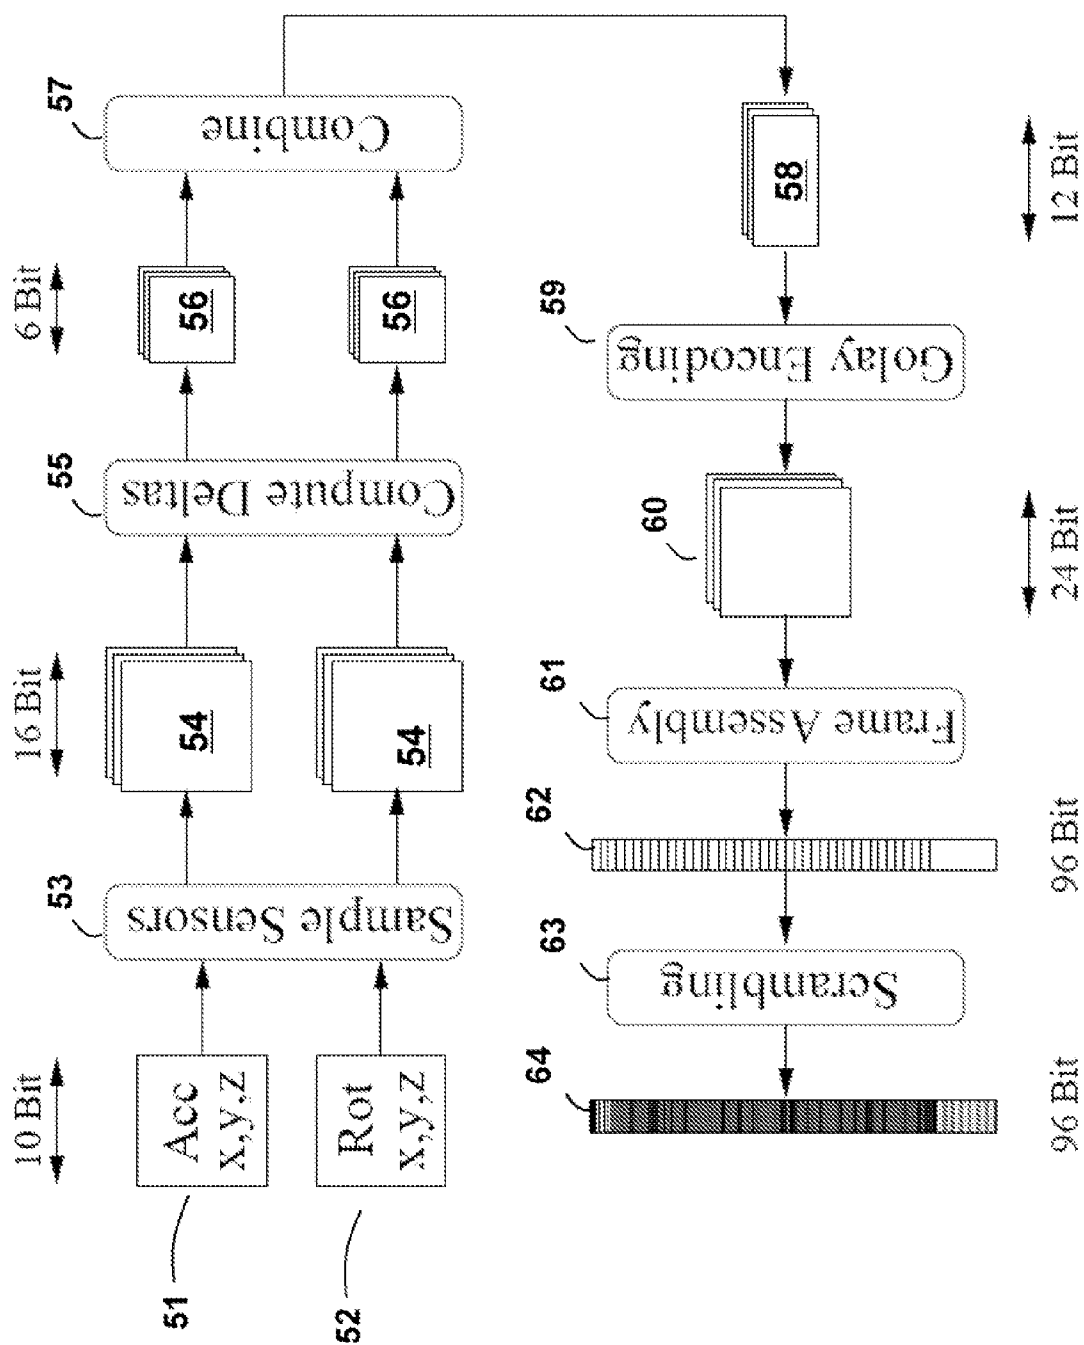 10 Bit
16 Bit
6 Bit
51
Acc
x,y,z
52
Rot
x,y,z
53
Sample Sensors
54
54
55
Compute Deltas
56
56
57
Combine
58
12 Bit
59
Golay Encoding
60
24 Bit
61
Frame Assembly
62
96 Bit
63
Scrambling
64
96 Bit